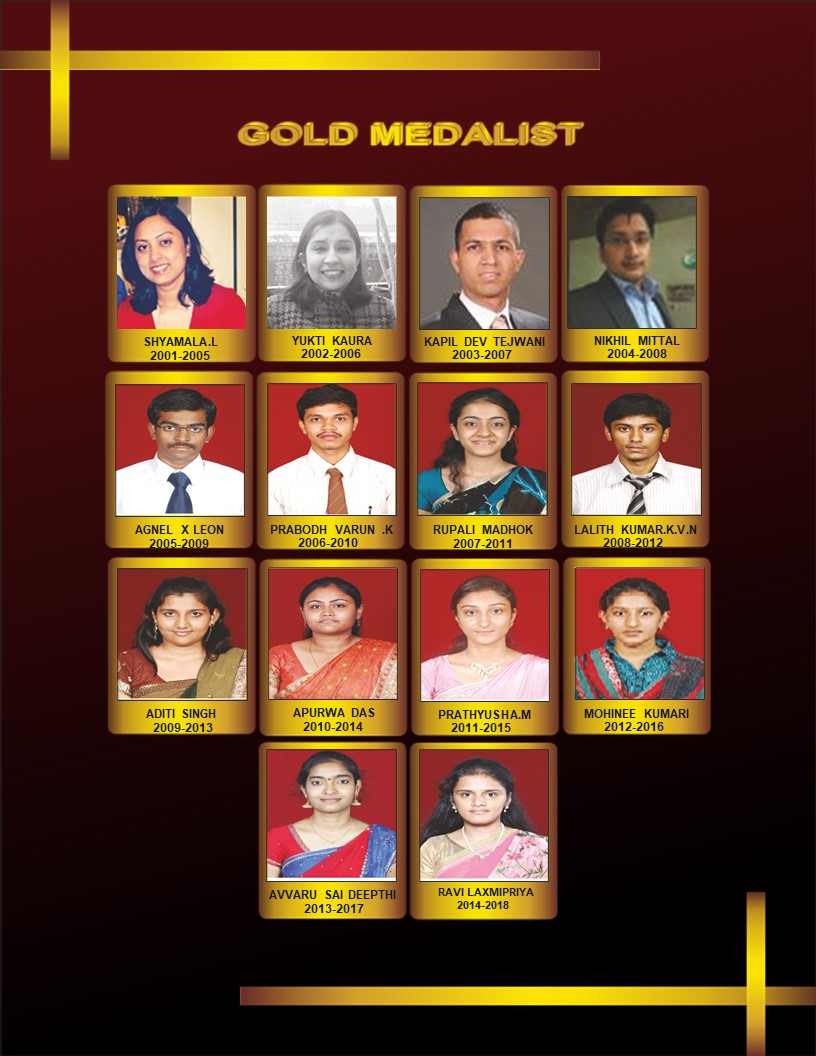 GOLD MEDALIST
SHYAMALA.L
2001-2005
YUKTI KAURA
2002-2006
KAPIL DEV TEJWANI
2003-2007
NIKHIL MITTAL
2004-2008
AGNEL X LEON
2005-2009
PRABODH VARUN .K
2006-2010
RUPALI MADHOK
2007-2011
LALITH KUMAR.K.V.N
2008-2012
ADITI SINGH
2009-2013
APURWA DAS
2010-2014
PRATHYUSHA.M
2011-2015
MOHINEE KUMARI
2012-2016
AVVARU SAI DEEPTHI
2013-2017
RAVI LAXMIPRIYA
2014-2018